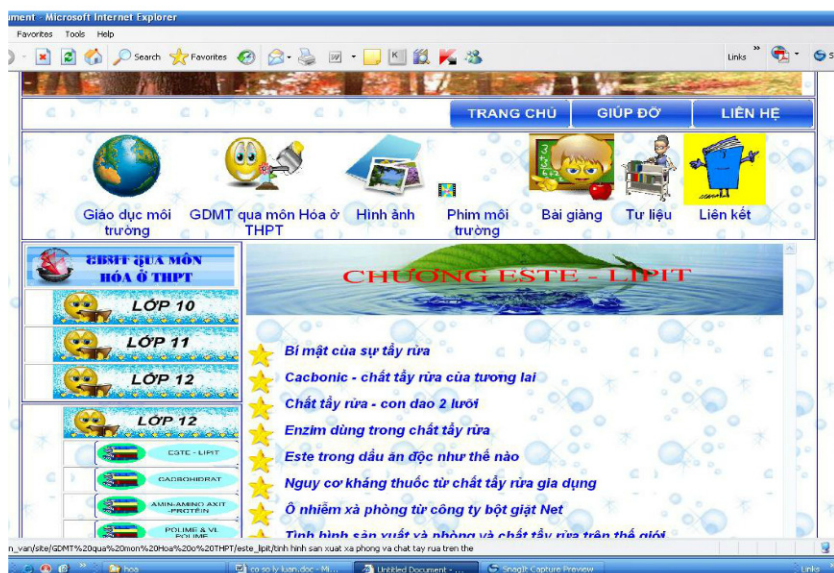 ument - Microsoft Internet Explorer
Favorites Tools Help
Search Favorites Links
TRANG CHỦ GIÚP ĐỠ LIÊN HỆ
Giáo dục môi trường
GDMT qua môn Hóa ở THPT
Hình ảnh
Phim môi trường
Bài giảng
Tư liệu
Liên kết
QUA MÔN
HÓA Ở THPT
LỚP 10
LỚP 11
LỚP 12
LỚP 12
ESTE - LIPIT
CACBOHIDRAT
AMIN-AMINO AXIT
-PROTÊIN
POLIME & VL
POLIME
CHƯƠNG ESTE - LIPIT
Bí mật của sự tẩy rửa
Cacbonic - chất tẩy rửa của tương lai
Chất tẩy rửa - con dao 2 lưỡi
Enzim dùng trong chất tẩy rửa
Este trong dầu ăn độc như thế nào
Nguy cơ kháng thuốc từ chất tẩy rửa gia dụng
Ô nhiễm xà phòng từ công ty bột giặt Net
Tình hình sản xuất xà phòng và chất tẩy rửa trên thế giới
n_van/site/GDMT%20qua%20mon%20Hoa%20o%20THPT/este_lipit/tinh hinh san xuat xa phong va chat tay rua tren the
hoa co so ly luan.doc - Mi... Untitled Document - ... SnagIt Capture Preview Links